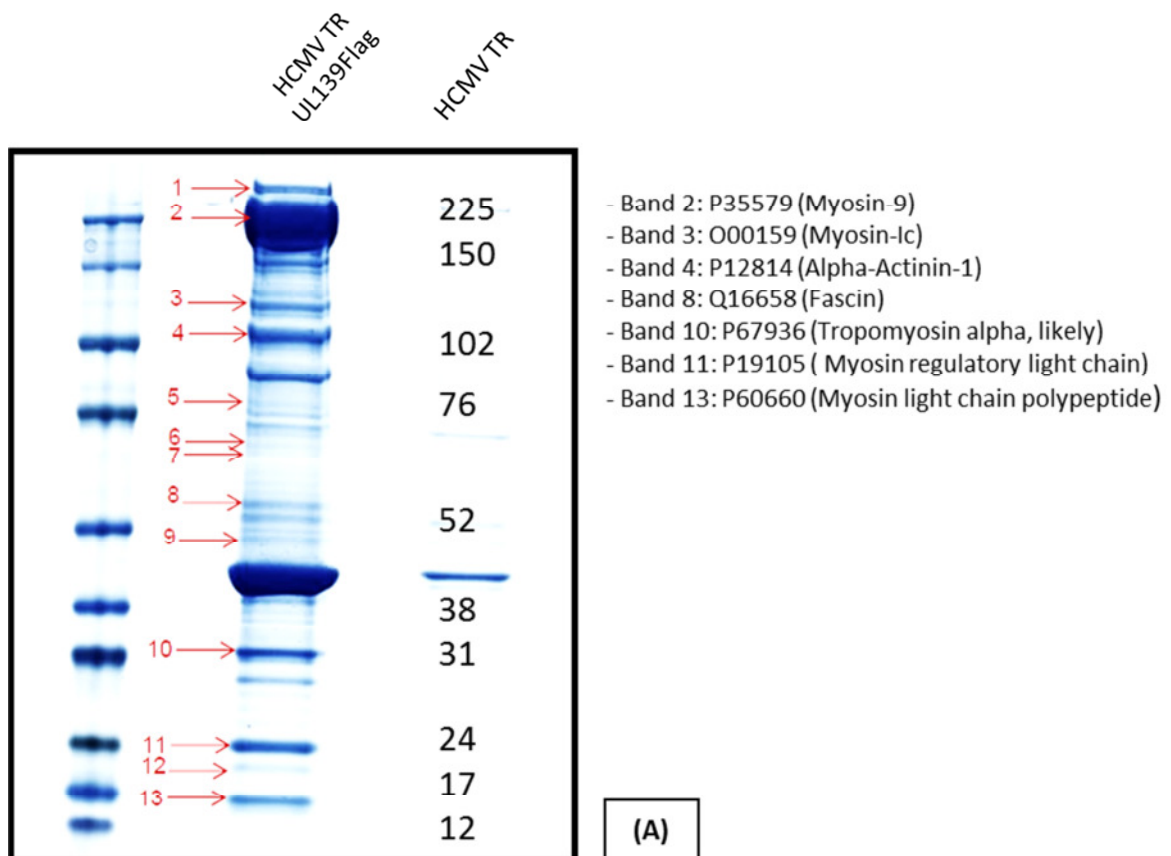 HCMV TR
UL139Flag
HCMV TR
1
2
3
4
5
6
7
8
9
10
11
12
13
225
150
102
76
52
38
31
24
17
12
- Band 2: P35579 (Myosin-9)
- Band 3: O00159 (Myosin-Ic)
- Band 4: P12814 (Alpha-Actinin-1)
- Band 8: Q16658 (Fascin)
- Band 10: P67936 (Tropomyosin alpha, likely)
- Band 11: P19105 ( Myosin regulatory light chain)
- Band 13: P60660 (Myosin light chain polypeptide)
(A)